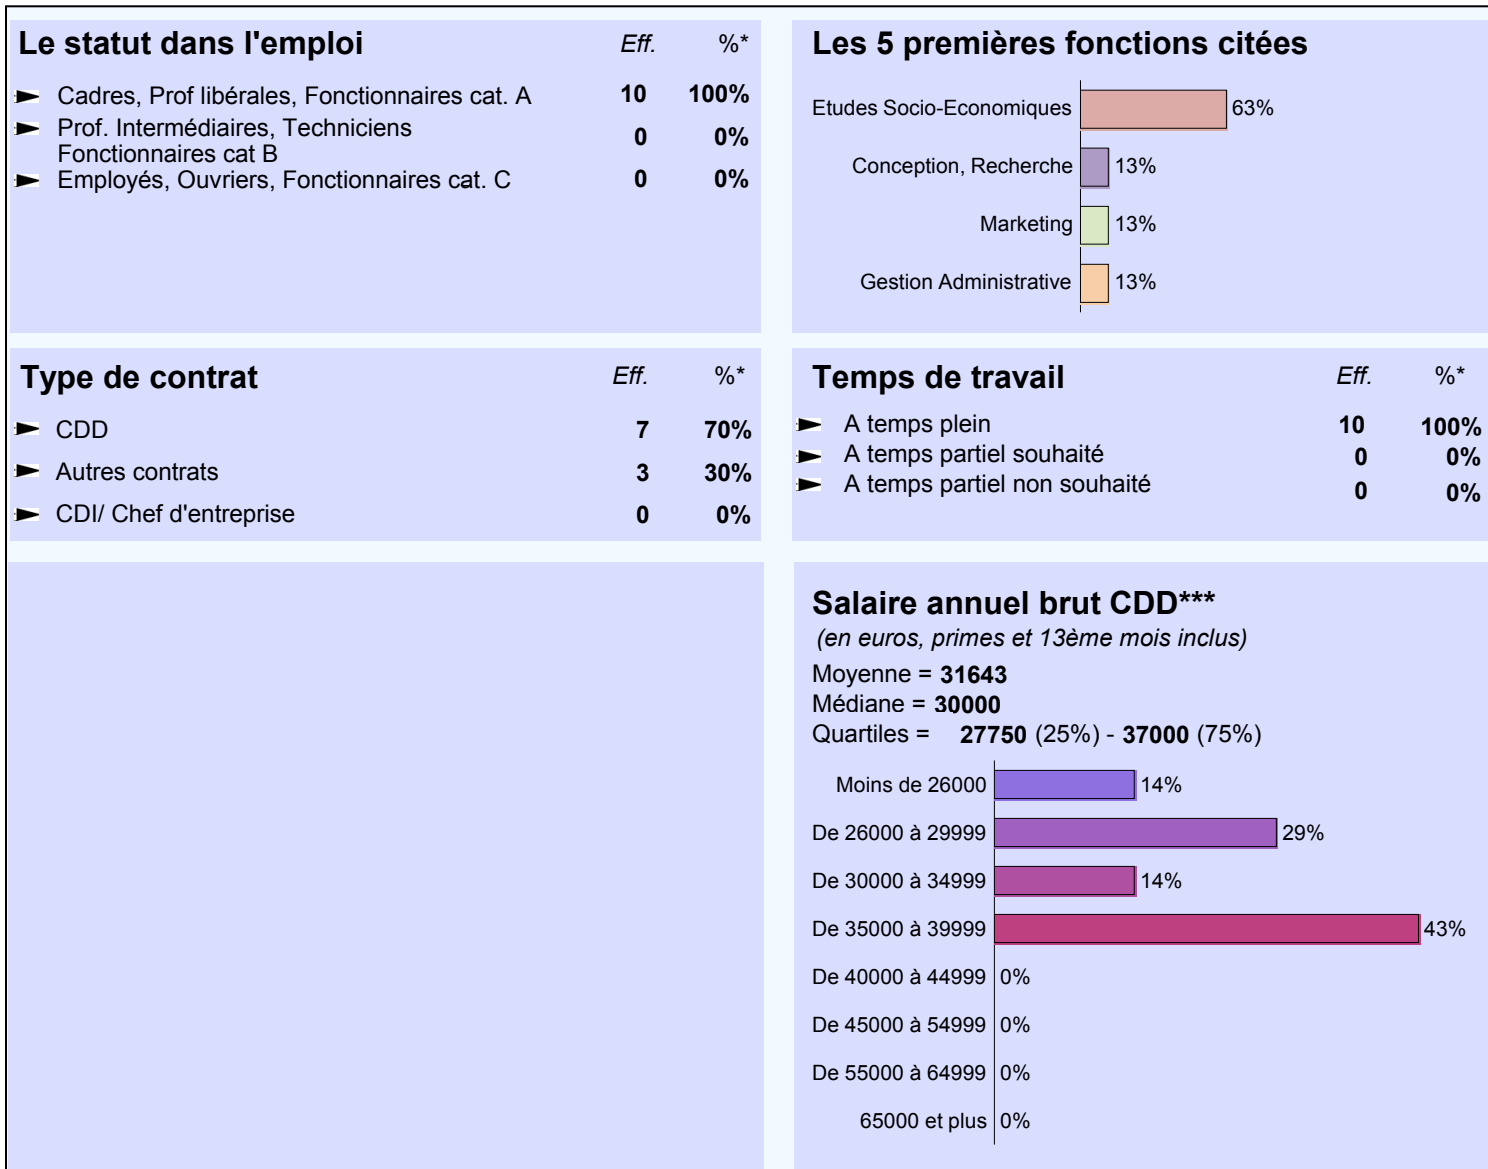 Le statut dans l'emploi Eff. %*
Cadres, Prof libérales, Fonctionnaires cat. A 10 100%
Prof. Intermédiaires, Techniciens
Fonctionnaires cat B 0 0%
Employés, Ouvriers, Fonctionnaires cat. C 0 0%
Les 5 premières fonctions citées
Etudes Socio-Economiques 63%
Conception, Recherche 13%
Marketing 13%
Gestion Administrative 13%
Type de contrat Eff. %*
CDD 7 70%
Autres contrats 3 30%
CDI/ Chef d'entreprise 0 0%
Temps de travail Eff. %*
A temps plein 10 100%
A temps partiel souhaité 0 0%
A temps partiel non souhaité 0 0%
Salaire annuel brut CDD***
(en euros, primes et 13ème mois inclus)
Moyenne = 31643
Médiane = 30000
Quartiles = 27750 (25%) - 37000 (75%)
Moins de 26000 14%
De 26000 à 29999 29%
De 30000 à 34999 14%
De 35000 à 39999 43%
De 40000 à 44999 0%
De 45000 à 54999 0%
De 55000 à 64999 0%
65000 et plus 0%